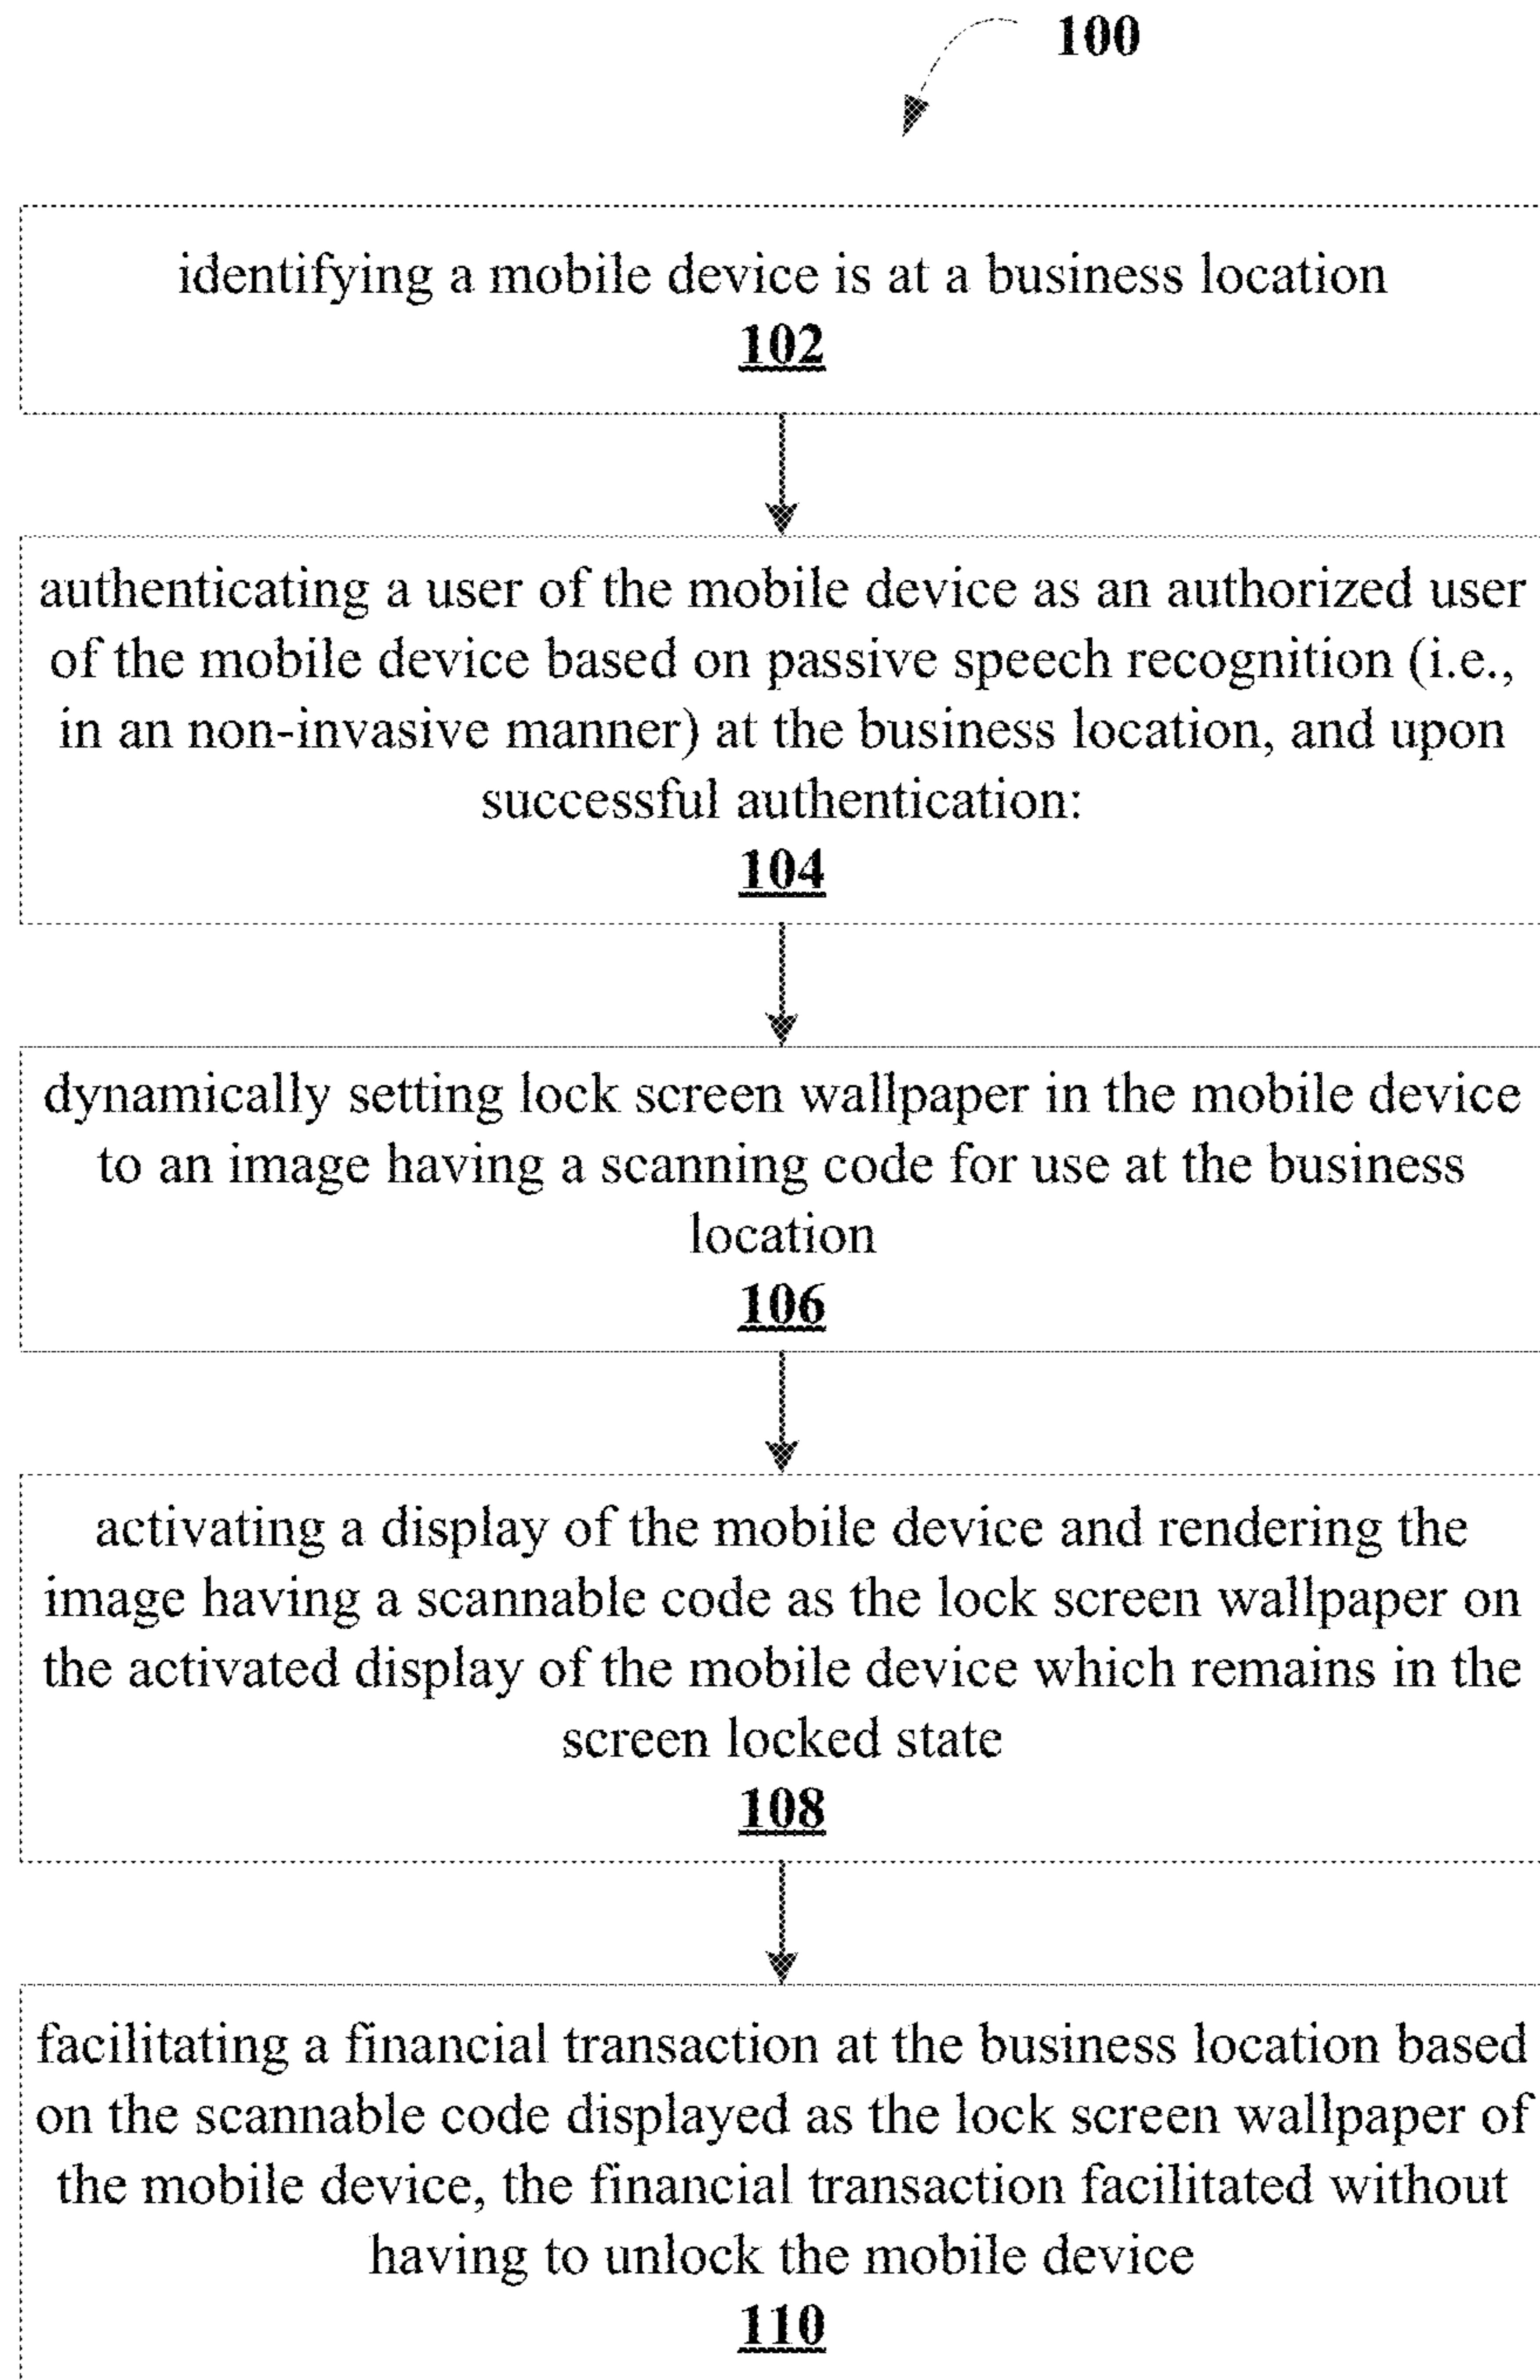 100
identifying a mobile device is at a business location
102
authenticating a user of the mobile device as an authorized user
of the mobile device based on passive speech recognition (i.e.,
in an non-invasive manner) at the business location, and upon
successful authentication:
104
dynamically setting lock screen wallpaper in the mobile device
to an image having a scanning code for use at the business
location
106
activating a display of the mobile device and rendering the
image having a scannable code as the lock screen wallpaper on
the activated display of the mobile device which remains in the
screen locked state
108
facilitating a financial transaction at the business location based
on the scannable code displayed as the lock screen wallpaper of
the mobile device, the financial transaction facilitated without
having to unlock the mobile device
110